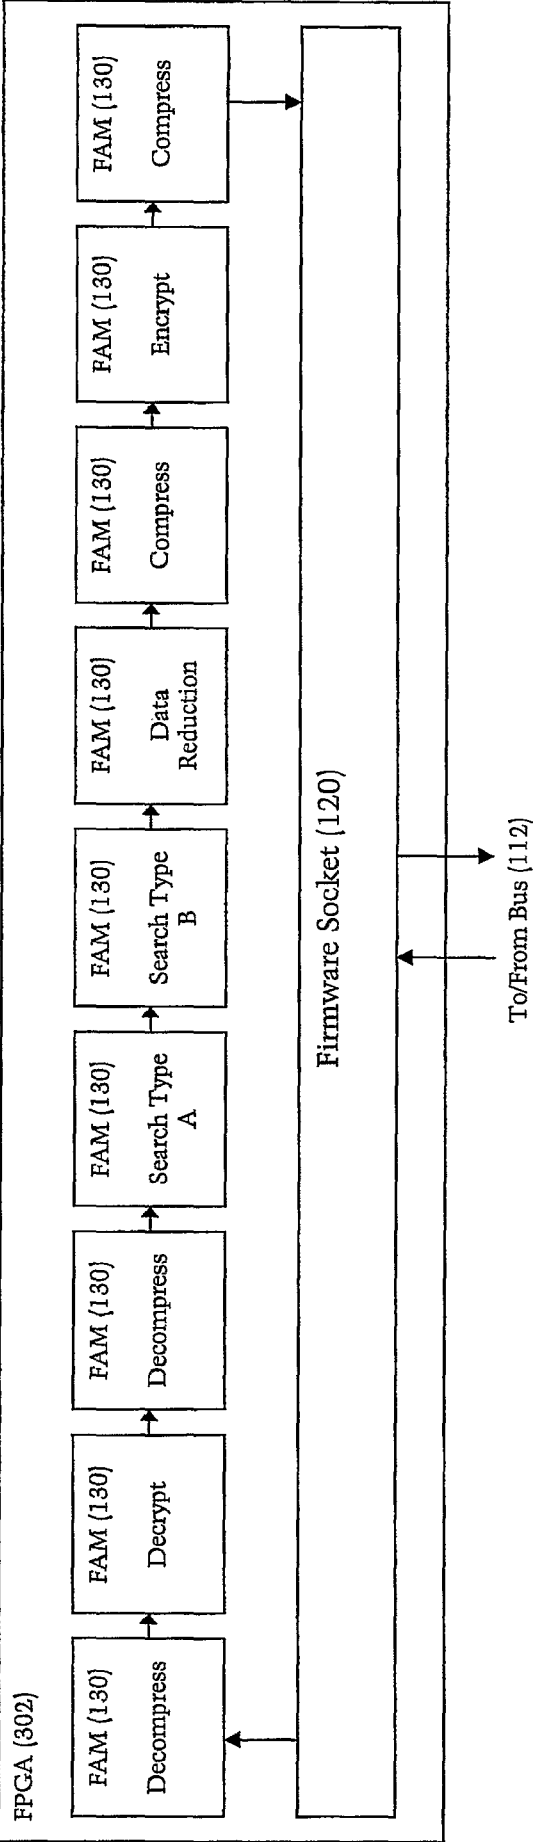 FPGA (302)
FAM (130)
Decompress
FAM (130)
Decrypt
FAM (130)
Decompress
FAM (130)
Search Type
A
FAM (130)
Search Type
B
FAM (130)
Data
Reduction
FAM (130)
Compress
FAM (130)
Encrypt
FAM (130)
Compress
Firmware Socket (120)
To/From Bus (112)